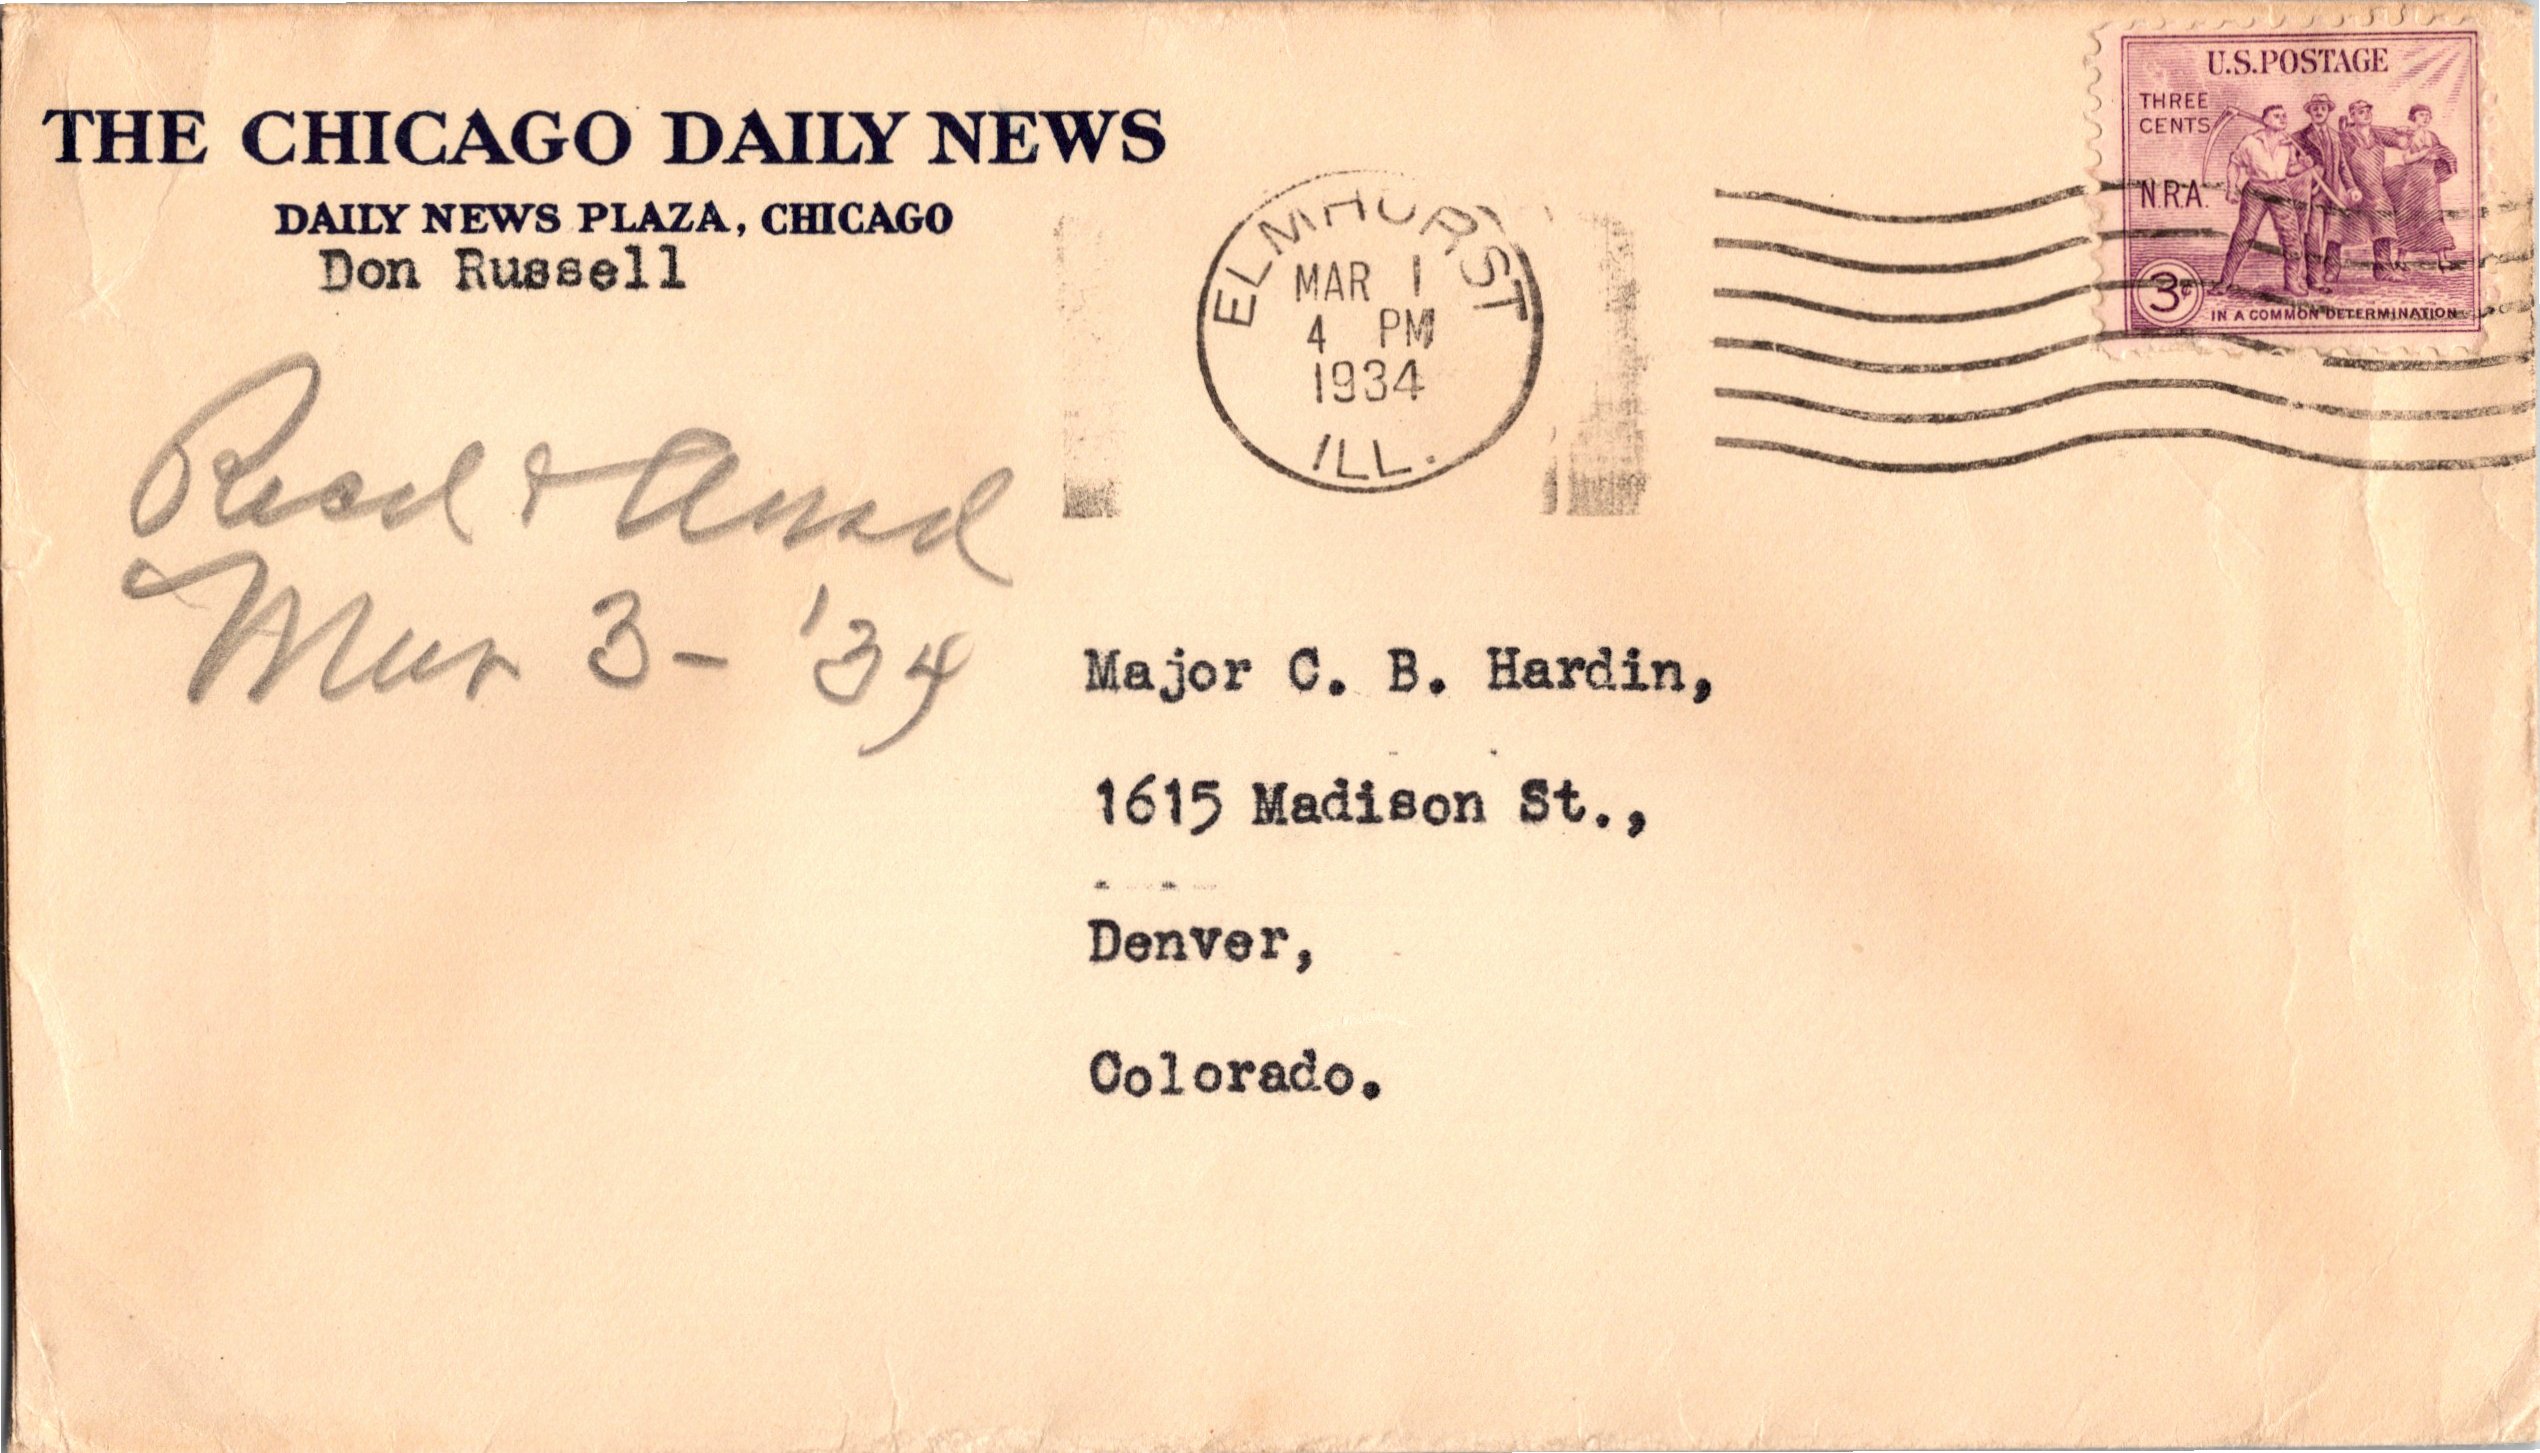 THE CHICAGO DAILY NEWS
DAILY NEWS PLAZA, CHICAGO
Don Russell
ELMHURST
MAR 1
4 PM
1934
ILL.
U.S. POSTAGE
THREE
CENTS
N.R.A.
3¢
IN A COMMON DETERMINATION
Recd & Ansd
Mar 3- '34
Major C. B. Hardin,
1615 Madison St.,
Denver,
Colorado.